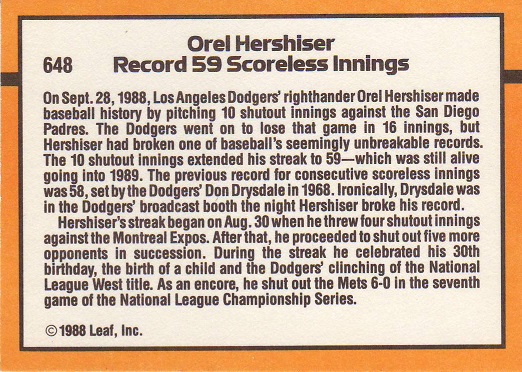 Orel Hershiser
648 Record 59 Scoreless Innings
On Sept. 28, 1988, Los Angeles Dodgers' righthander Orel Hershiser made
baseball history by pitching 10 shutout innings against the San Diego
Padres. The Dodgers went on to lose that game in 16 innings, but
Hershiser had broken one of baseball's seemingly unbreakable records.
The 10 shutout innings extended his streak to 59—which was still alive
going into 1989. The previous record for consecutive scoreless innings
was 58, set by the Dodgers' Don Drysdale in 1968. Ironically, Drysdale was
in the Dodgers' broadcast booth the night Hershiser broke his record.
Hershiser's streak began on Aug. 30 when he threw four shutout innings
against the Montreal Expos. After that, he proceeded to shut out five more
opponents in succession. During the streak he celebrated his 30th
birthday, the birth of a child and the Dodgers' clinching of the National
League West title. As an encore, he shut out the Mets 6-0 in the seventh
game of the National League Championship Series.
©1988 Leaf, Inc.